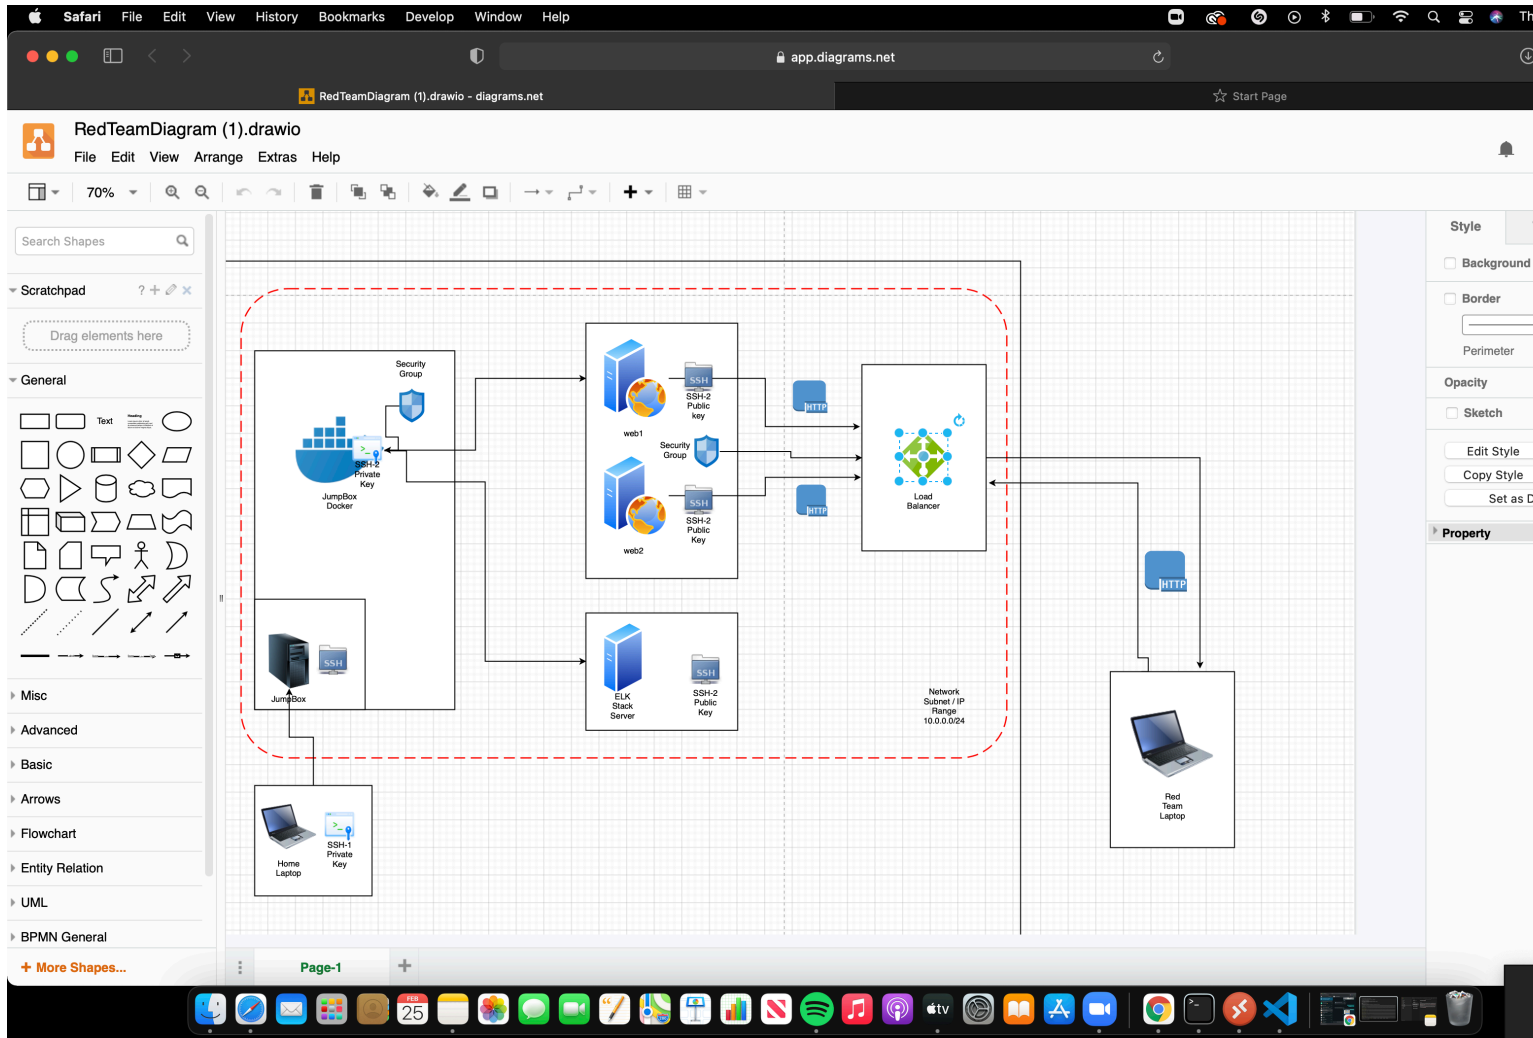 Safari File Edit View History Bookmarks Develop Window Help
app.diagrams.net
RedTeamDiagram (1).drawio - diagrams.net
Start Page
RedTeamDiagram (1).drawio
File Edit View Arrange Extras Help
70%
Search Shapes
Scratchpad
?
Drag elements here
General
Text
Heading
Misc
Advanced
Basic
Arrows
Flowchart
Entity Relation
UML
BPMN General
+ More Shapes...
Security
Group
SSH-2
Private
Key
JumpBox
Docker
SSH
JumpBox
Home
Laptop
SSH-1
Private
Key
web1
SSH
SSH-2
Public
key
Security
Group
web2
SSH
SSH-2
Public
Key
ELK
Stack
Server
SSH
SSH-2
Public
Key
HTTP
HTTP
Load
Balancer
Network
Subnet / IP
Range
10.0.0.0/24
HTTP
Red
Team
Laptop
Style
Background
Border
Perimeter
Opacity
Sketch
Edit Style
Copy Style
Set as D
Property
Page-1
FEB
25
tv